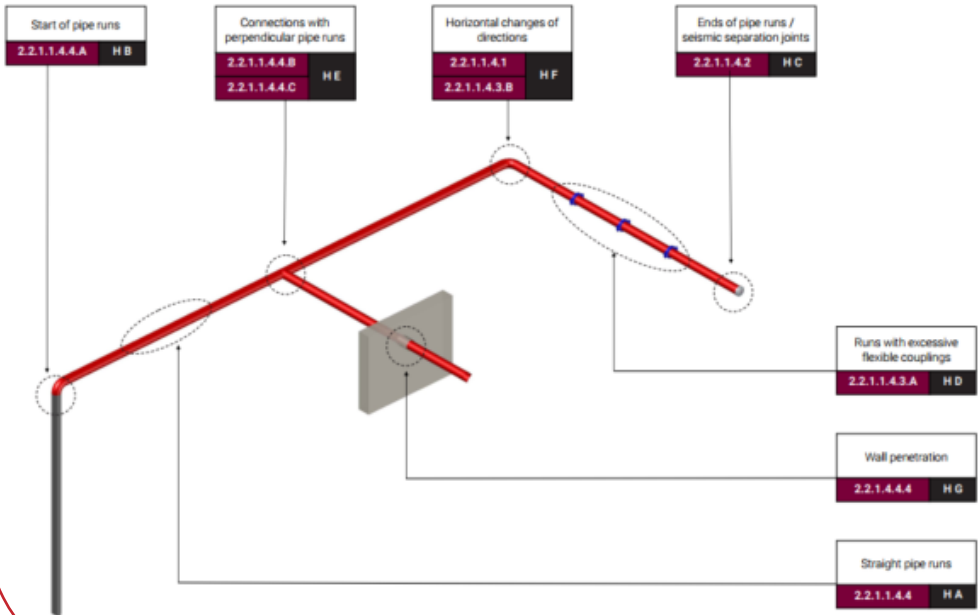 Start of pipe runs
2.2.1.1.4.4.A H B
Connections with
perpendicular pipe runs
2.2.1.1.4.4.B
H E
2.2.1.1.4.4.C
Horizontal changes of
directions
2.2.1.1.4.1
H F
2.2.1.1.4.3.B
Ends of pipe runs /
seismic separation joints
2.2.1.1.4.2 H C
Runs with excessive
flexible couplings
2.2.1.1.4.3.A H D
Wall penetration
2.2.1.1.4.4.4 H G
Straight pipe runs
2.2.1.1.4.4 H A